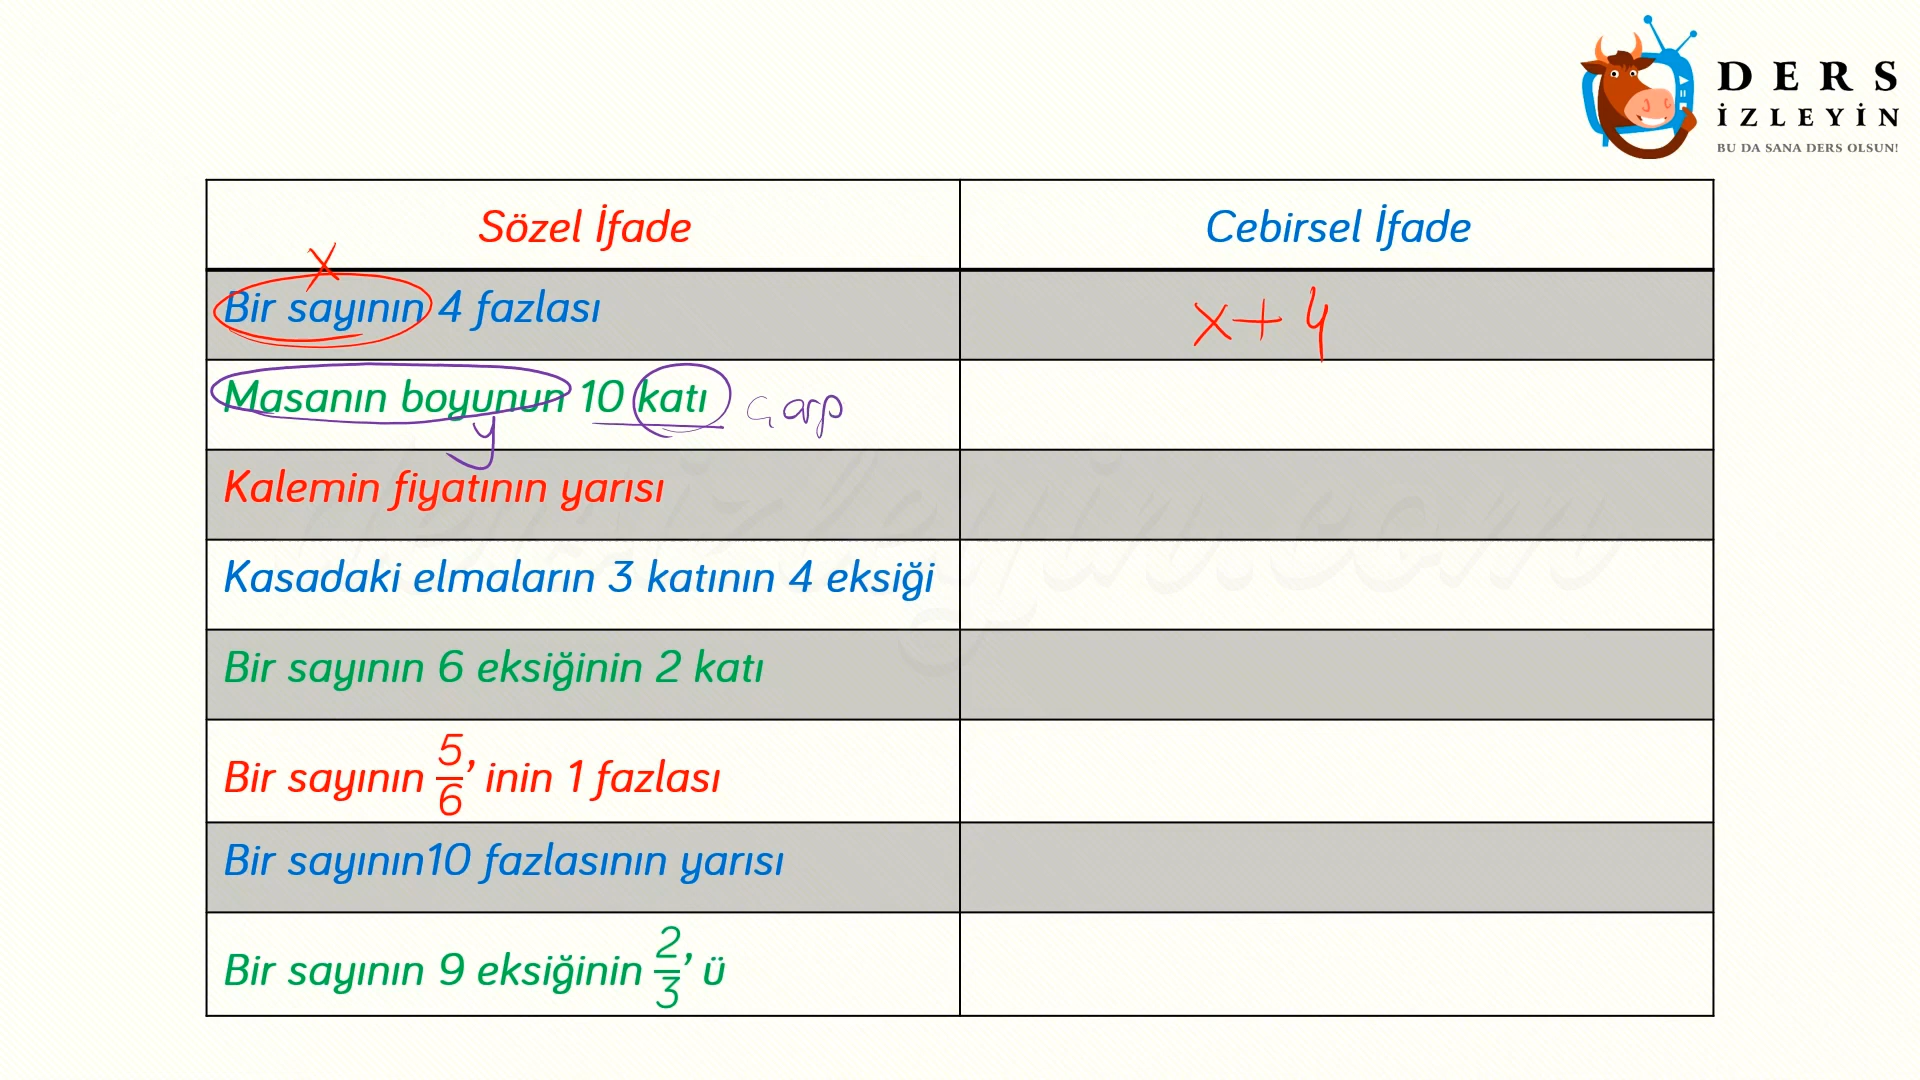 DERS
İZLEYİN
BU DA SANA DERS OLSUN!
Sözel İfade
Cebirsel İfade
x
Bir sayının 4 fazlası
x + 4
Masanın boyunun 10 katı
Çarp
y
Kalemin fiyatının yarısı
Kasadaki elmaların 3 katının 4 eksiği
Bir sayının 6 eksiğinin 2 katı
Bir sayının 5/6' inin 1 fazlası
Bir sayının10 fazlasının yarısı
Bir sayının 9 eksiğinin 2/3' ü
dersizleyin.com